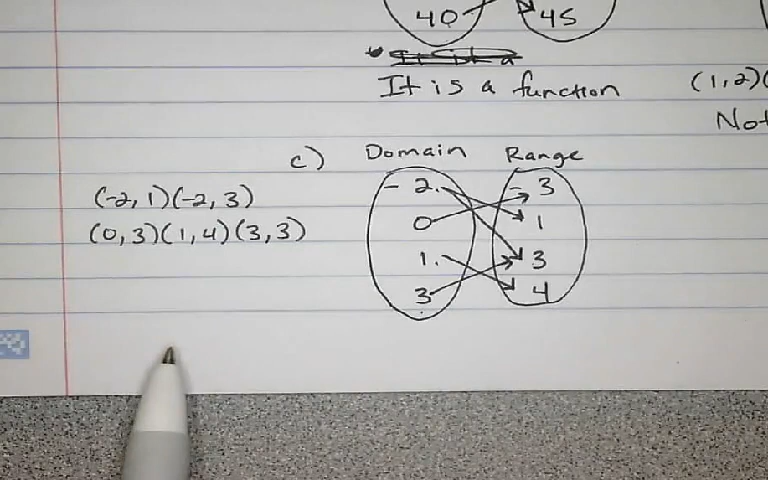 40 45
It is a function
(1,2)(
Not
c) Domain Range
(-2, 1)(-2, 3)
(0, 3)(1, 4)(3, 3)
-2 -3
0 1
1 3
3 4